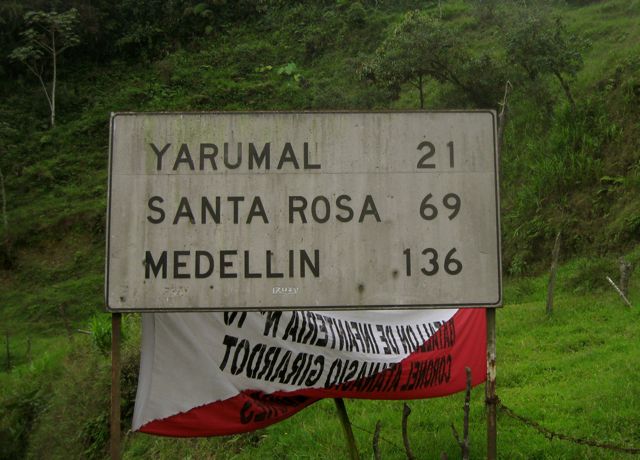 YARUMAL 21
SANTA ROSA 69
MEDELLIN 136
BATALLON DE INFANTERIA Nº 10
CORONEL ATANASIO GIRARDOT